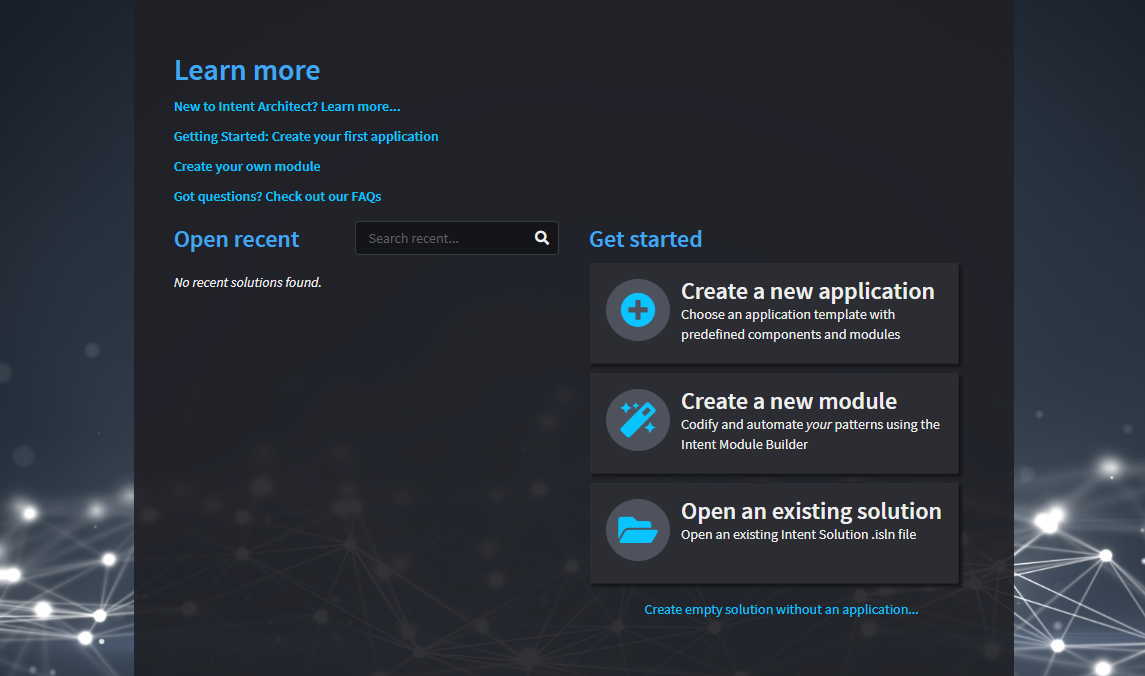 Learn more
New to Intent Architect? Learn more...
Getting Started: Create your first application
Create your own module
Got questions? Check out our FAQs
Open recent
Search recent...
No recent solutions found.
Get started
Create a new application
Choose an application template with
predefined components and modules
Create a new module
Codify and automate your patterns using the
Intent Module Builder
Open an existing solution
Open an existing Intent Solution .isln file
Create empty solution without an application...